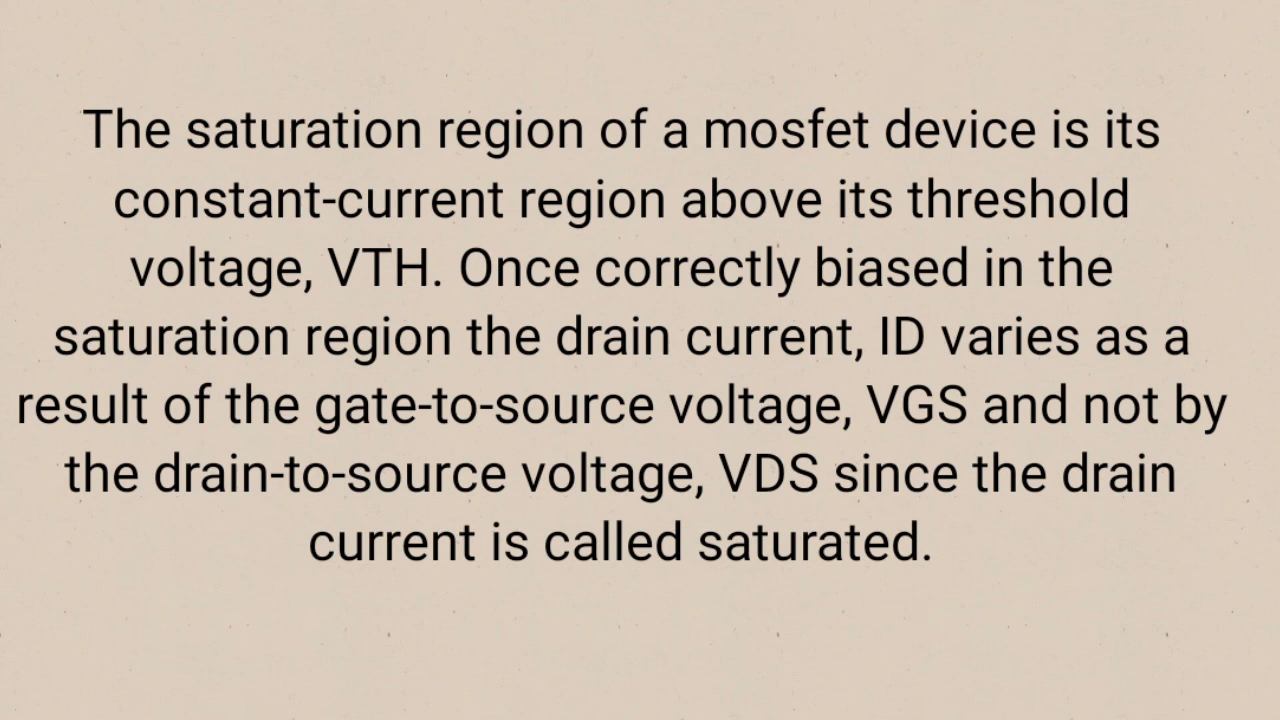 The saturation region of a mosfet device is its
constant-current region above its threshold
voltage, VTH. Once correctly biased in the
saturation region the drain current, ID varies as a
result of the gate-to-source voltage, VGS and not by
the drain-to-source voltage, VDS since the drain
current is called saturated.